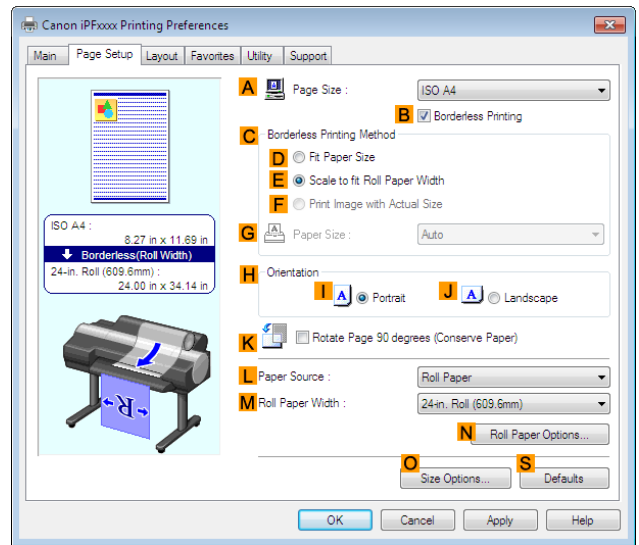 Canon iPFxxxx Printing Preferences
Main Page Setup Layout Favorites Utility Support
A Page Size : ISO A4
B Borderless Printing
C Borderless Printing Method
D Fit Paper Size
E Scale to fit Roll Paper Width
F Print Image with Actual Size
G Paper Size : Auto
ISO A4 :
8.27 in x 11.69 in
Borderless(Roll Width)
24-in. Roll (609.6mm) :
24.00 in x 34.14 in
H Orientation
I A Portrait J A Landscape
K Rotate Page 90 degrees (Conserve Paper)
R
L Paper Source : Roll Paper
M Roll Paper Width : 24-in. Roll (609.6mm)
N Roll Paper Options...
O Size Options... S Defaults
OK Cancel Apply Help